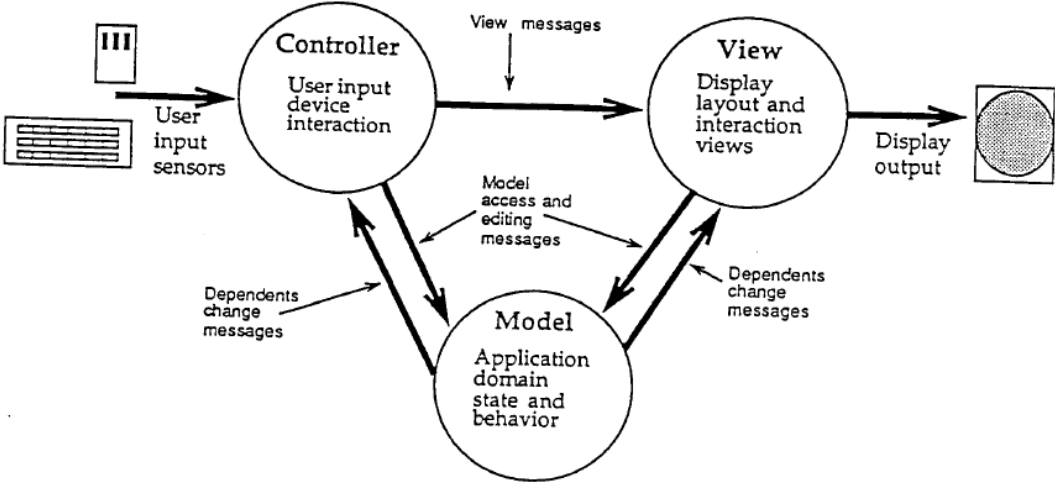 View messages
Controller
User input
device
interaction
View
Display
layout and
interaction
views
User
input
sensors
Display
output
Model
access and
editing
messages
Dependents
change
messages
Dependents
change
messages
Model
Application
domain
state and
behavior